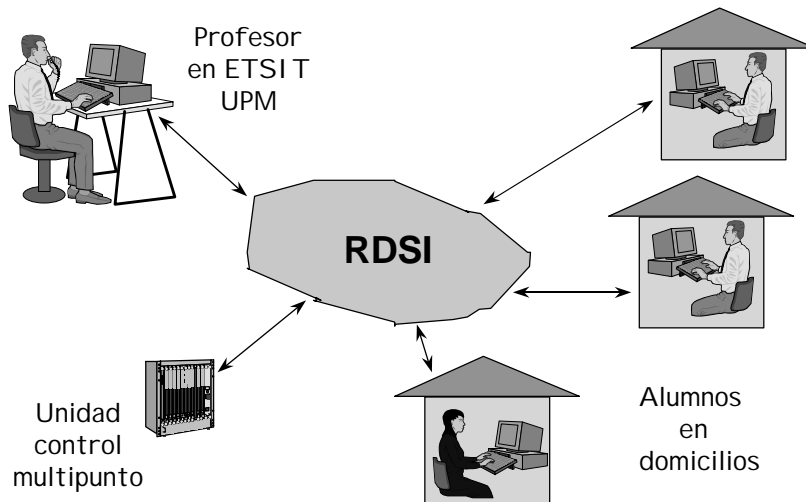 Profesor
en ETSIT
UPM
RDSI
Unidad
control
multipunto
Alumnos
en
domicilios